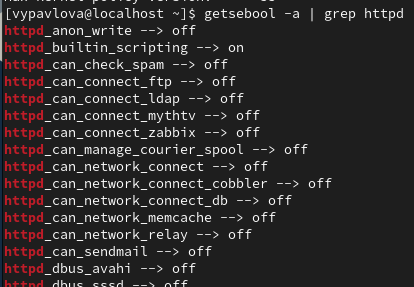 [vypavlova@localhost ~]$ getsebool -a | grep httpd
httpd_anon_write --> off
httpd_builtin_scripting --> on
httpd_can_check_spam --> off
httpd_can_connect_ftp --> off
httpd_can_connect_ldap --> off
httpd_can_connect_mythtv --> off
httpd_can_connect_zabbix --> off
httpd_can_manage_courier_spool --> off
httpd_can_network_connect --> off
httpd_can_network_connect_cobbler --> off
httpd_can_network_connect_db --> off
httpd_can_network_memcache --> off
httpd_can_network_relay --> off
httpd_can_sendmail --> off
httpd_dbus_avahi --> off
httpd_dbus_sssd --> off